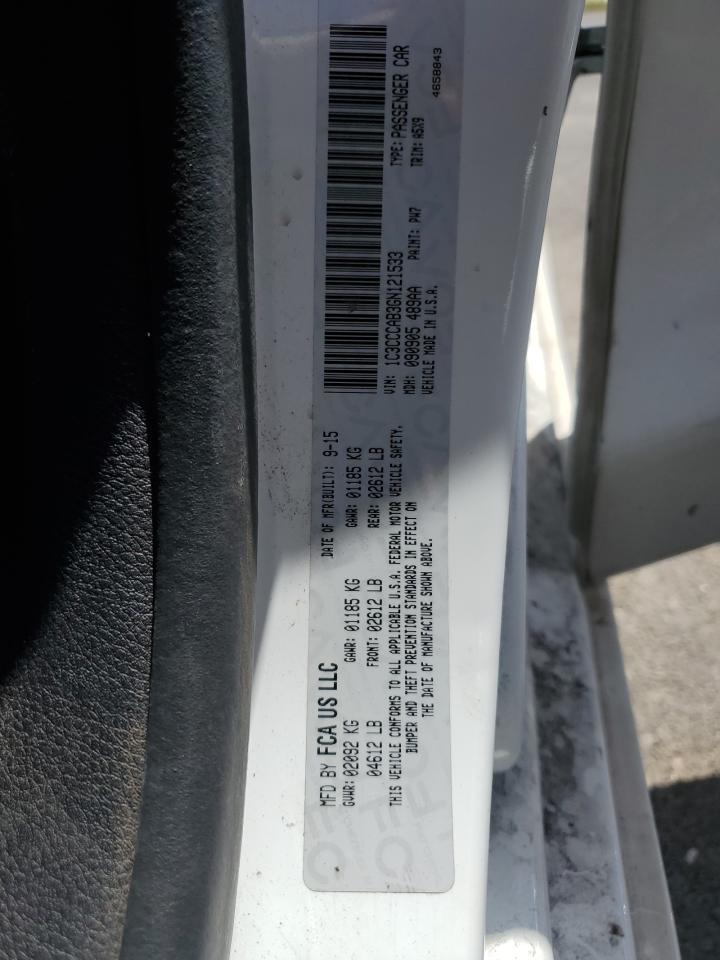 MFD BY FCA US LLC
DATE OF MFR(BUILT): 9-15
GVWR: 02092 KG
04612 LB
GAWR: 01185 KG
FRONT: 02612 LB
GAWR: 01185 KG
REAR: 02612 LB
THIS VEHICLE CONFORMS TO ALL APPLICABLE U.S.A. FEDERAL MOTOR VEHICLE SAFETY,
BUMPER AND THEFT PREVENTION STANDARDS IN EFFECT ON
THE DATE OF MANUFACTURE SHOWN ABOVE.
VIN: 1C3CCCAB3GN121533
TYPE: PASSENGER CAR
MDH: 090905 489AA
PAINT: PW7
TRIM: A5X9
VEHICLE MADE IN U.S.A.
4658843